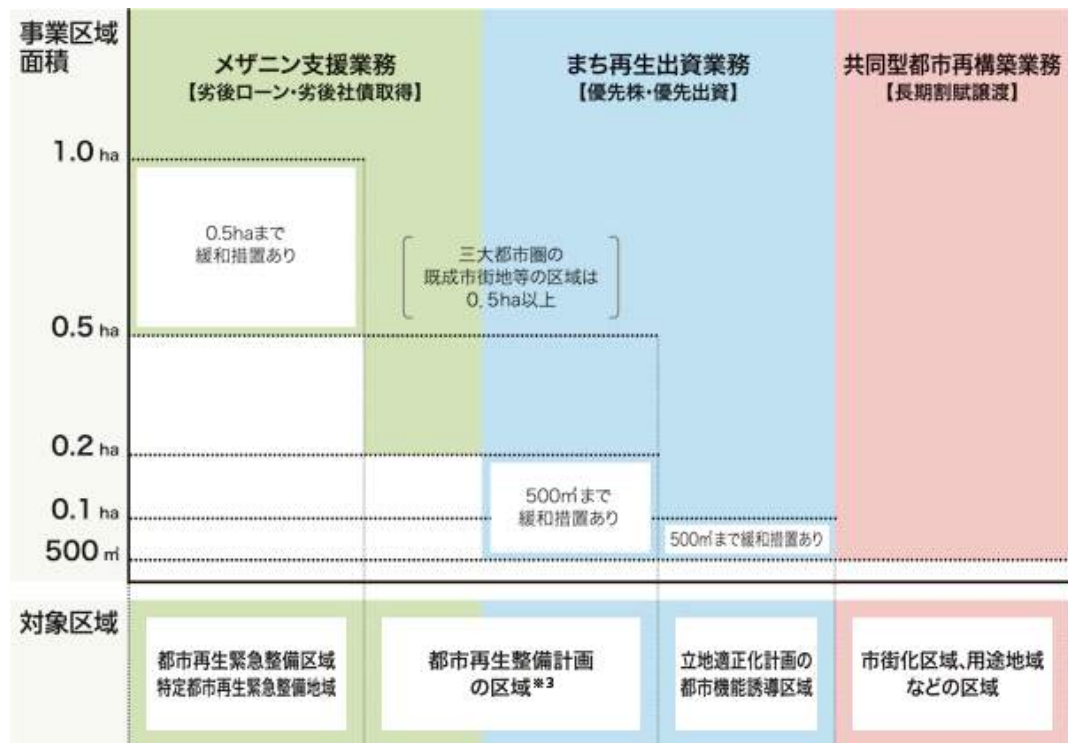 事業区域
面積
メザニン支援業務
【劣後ローン・劣後社債取得】
まち再生出資業務
【優先株・優先出資】
共同型都市再構築業務
【長期割賦譲渡】
1.0 ha
0.5haまで
緩和措置あり
三大都市圏の
既成市街地等の区域は
0.5ha以上
0.5 ha
0.2 ha
500㎡まで
緩和措置あり
0.1 ha
500㎡まで緩和措置あり
500 ㎡
対象区域
都市再生緊急整備区域
特定都市再生緊急整備地域
都市再生整備計画
の区域※3
立地適正化計画の
都市機能誘導区域
市街化区域、用途地域
などの区域